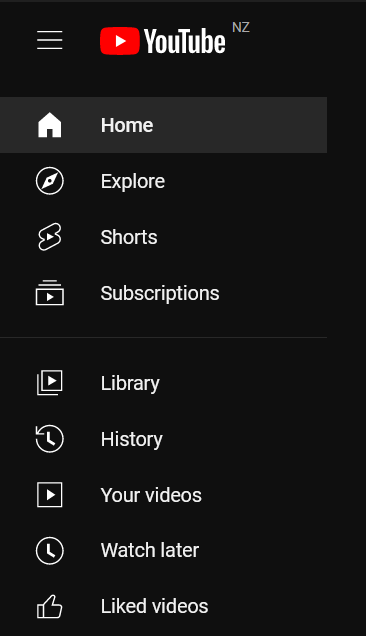 YouTube NZ
Home
Explore
Shorts
Subscriptions
Library
History
Your videos
Watch later
Liked videos